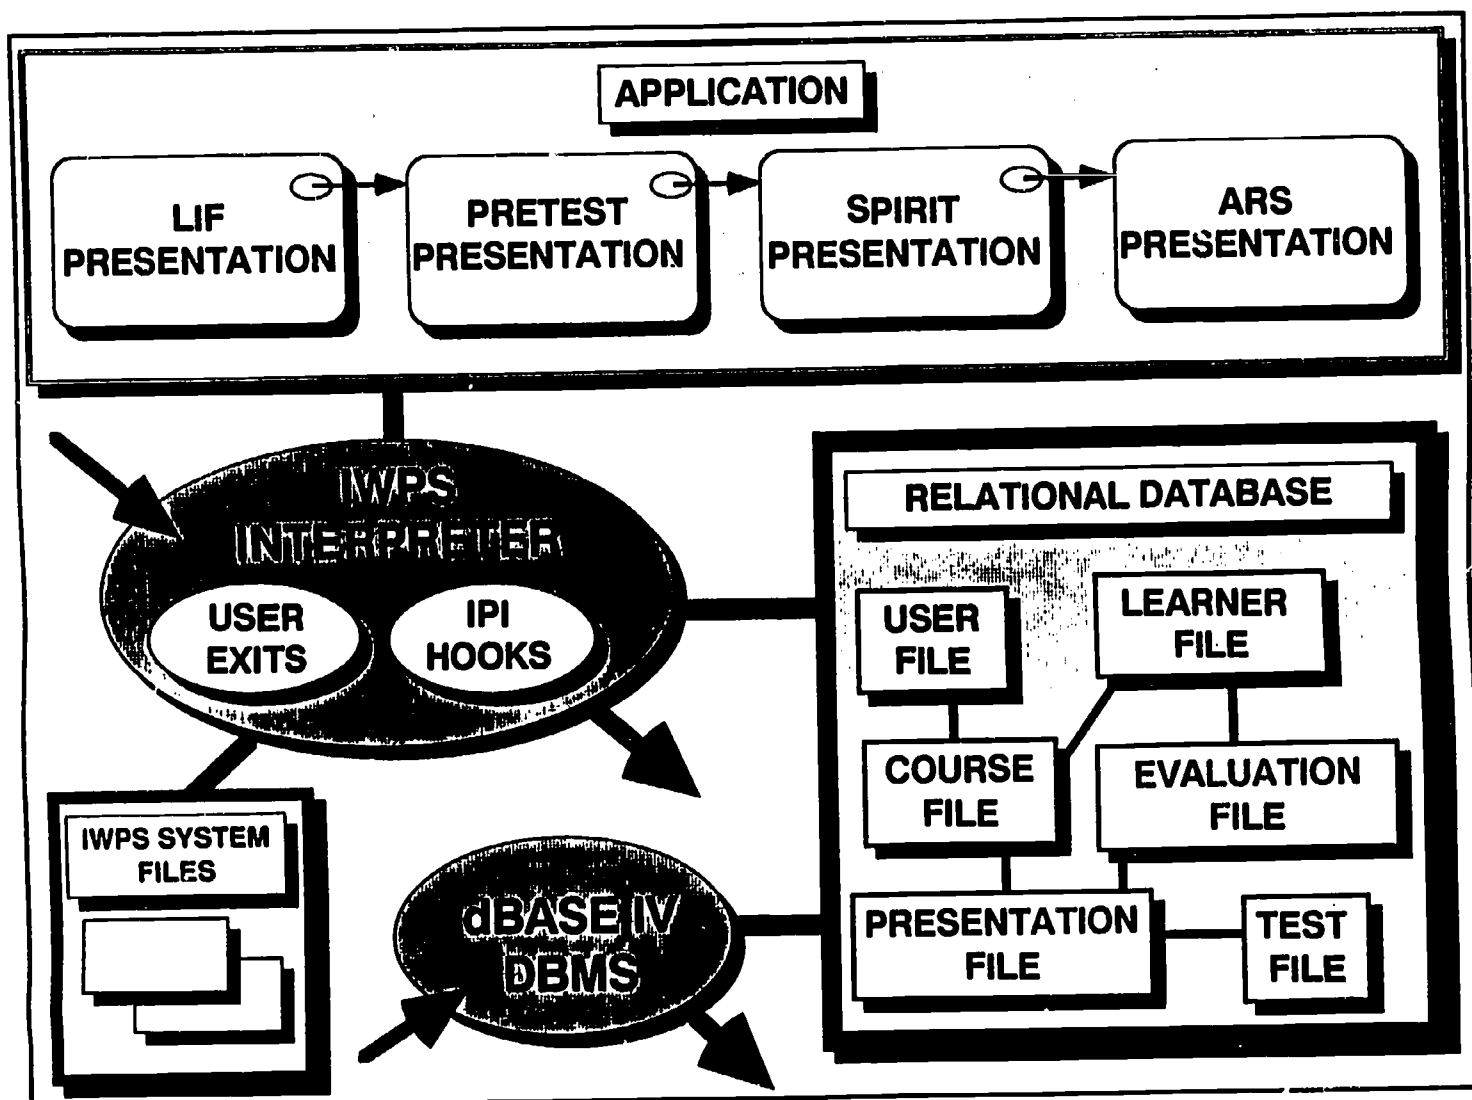 APPLICATION
LIF
PRESENTATION
PRETEST
PRESENTATION
SPIRIT
PRESENTATION
ARS
PRESENTATION
IWPS
INTERPRETER
USER
EXITS
IPI
HOOKS
RELATIONAL DATABASE
USER
FILE
LEARNER
FILE
COURSE
FILE
EVALUATION
FILE
PRESENTATION
FILE
TEST
FILE
IWPS SYSTEM
FILES
dBASE IV
DBMS